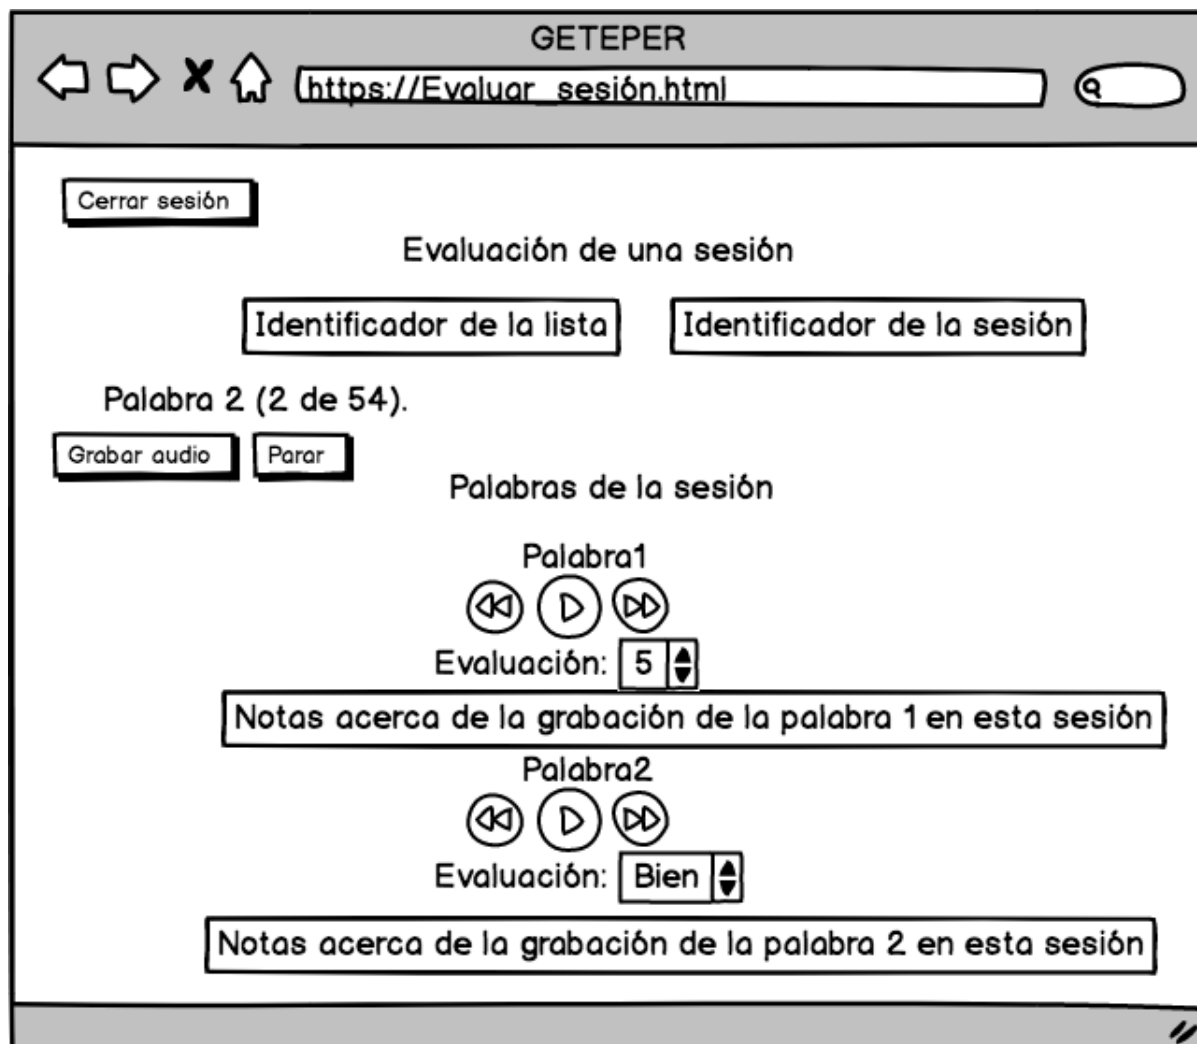 GETEPER
https://Evaluar_sesión.html
Cerrar sesión
Evaluación de una sesión
Identificador de la lista
Identificador de la sesión
Palabra 2 (2 de 54).
Grabar audio
Parar
Palabras de la sesión
Palabra1
Evaluación: 5
Notas acerca de la grabación de la palabra 1 en esta sesión
Palabra2
Evaluación: Bien
Notas acerca de la grabación de la palabra 2 en esta sesión